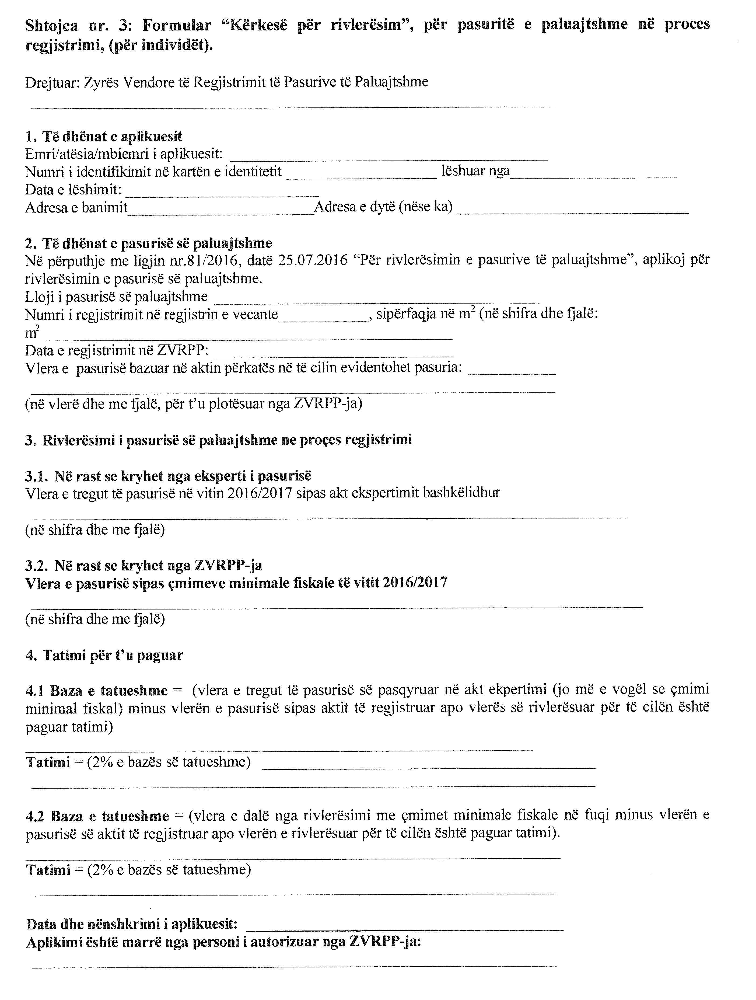 Shtojca nr. 3: Formular “Kërkesë për rivlerësim”, për pasuritë e paluajtshme në proces
regjistrimi, (për individët).
Drejtuar: Zyrës Vendore të Regjistrimit të Pasurive të Paluajtshme
1. Të dhënat e aplikuesit
Emri/atësia/mbiemri i aplikuesit:
Numri i identifikimit në kartën e identitetit lëshuar nga
Data e lëshimit:
Adresa e banimit Adresa e dytë (nëse ka)
2. Të dhënat e pasurisë së paluajtshme
Në përputhje me ligjin nr.81/2016, datë 25.07.2016 “Për rivlerësimin e pasurive të paluajtshme”, aplikoj për
rivlerësimin e pasurisë së paluajtshme.
Lloji i pasurisë së paluajtshme
Numri i regjistrimit në regjistrin e vecante , sipërfaqja në m² (në shifra dhe fjalë:
m²
Data e regjistrimit në ZVRPP:
Vlera e pasurisë bazuar në aktin përkatës në të cilin evidentohet pasuria:
(në vlerë dhe me fjalë, për t’u plotësuar nga ZVRPP-ja)
3. Rivlerësimi i pasurisë së paluajtshme ne proçes regjistrimi
3.1. Në rast se kryhet nga eksperti i pasurisë
Vlera e tregut të pasurisë në vitin 2016/2017 sipas akt ekspertimit bashkëlidhur
(në shifra dhe me fjalë)
3.2. Në rast se kryhet nga ZVRPP-ja
Vlera e pasurisë sipas çmimeve minimale fiskale të vitit 2016/2017
(në shifra dhe me fjalë)
4. Tatimi për t’u paguar
4.1 Baza e tatueshme = (vlera e tregut të pasurisë së pasqyruar në akt ekpertimi (jo më e vogël se çmimi
minimal fiskal) minus vlerën e pasurisë sipas aktit të regjistruar apo vlerës së rivlerësuar për të cilën është
paguar tatimi)
Tatimi = (2% e bazës së tatueshme)
4.2 Baza e tatueshme = (vlera e dalë nga rivlerësimi me çmimet minimale fiskale në fuqi minus vlerën e
pasurisë së aktit të regjistruar apo vlerën e rivlerësuar për të cilën është paguar tatimi).
Tatimi = (2% e bazës së tatueshme)
Data dhe nënshkrimi i aplikuesit:
Aplikimi është marrë nga personi i autorizuar nga ZVRPP-ja: